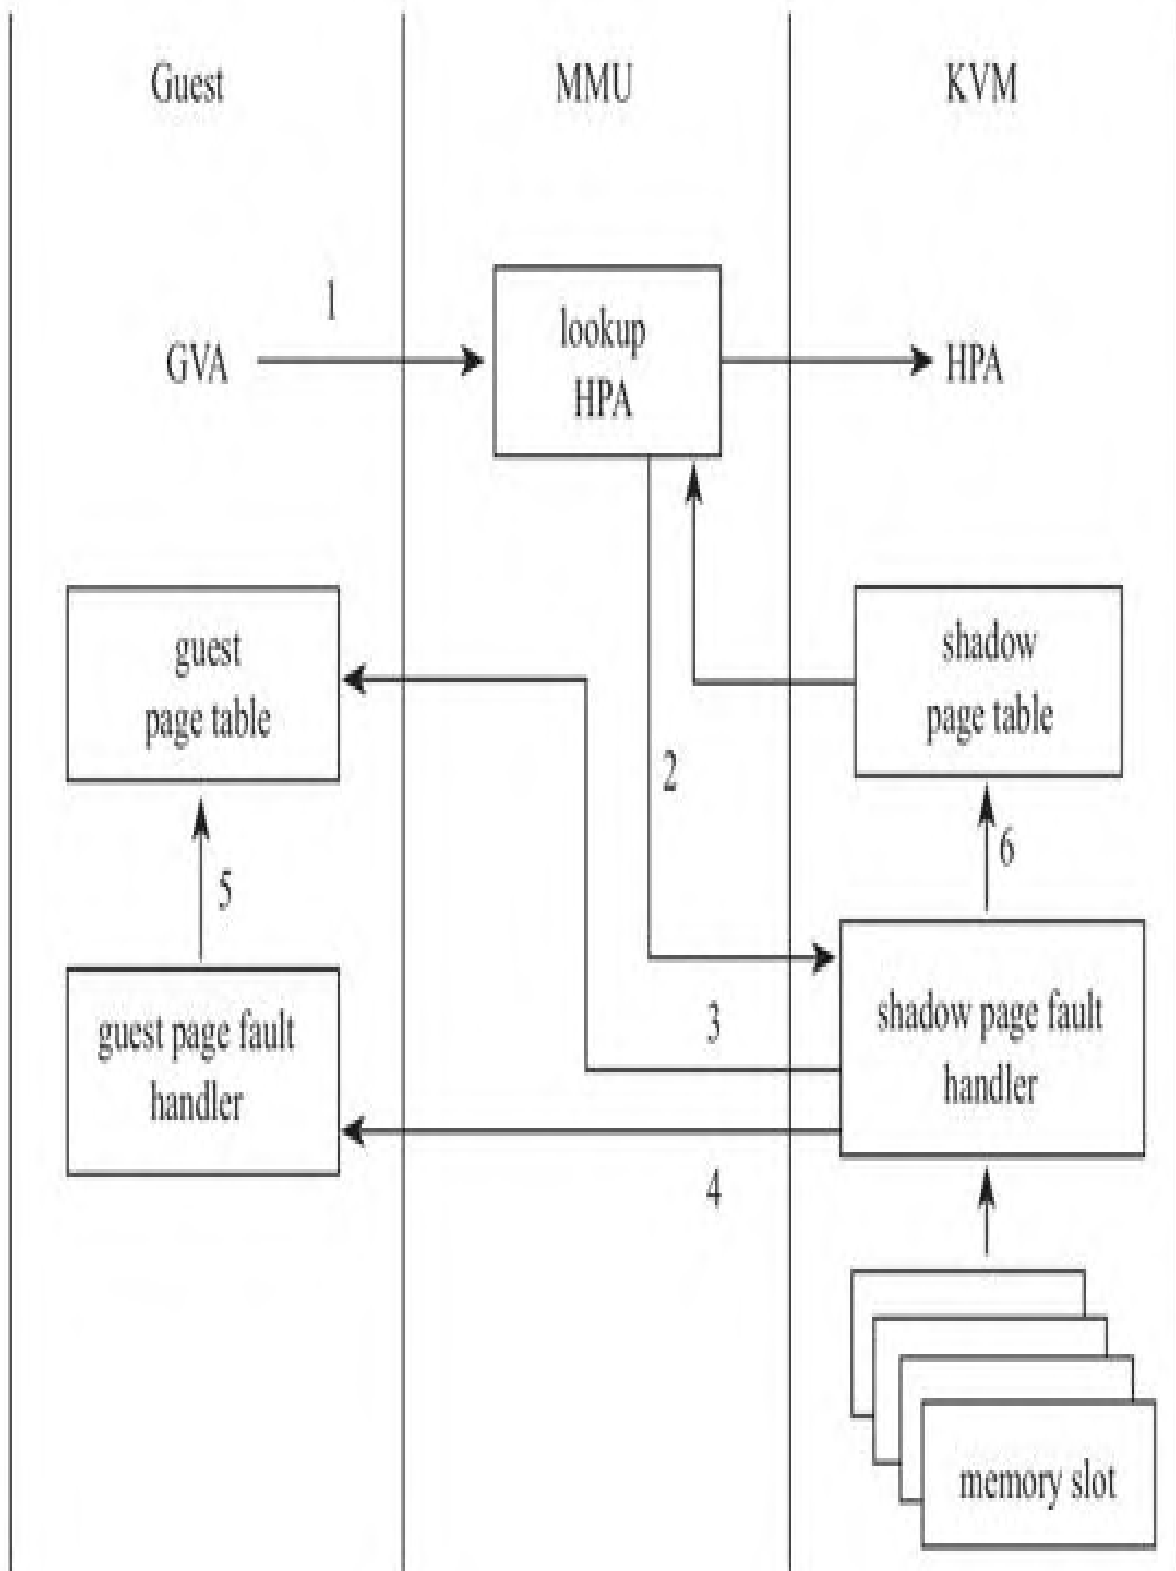 Guest
MMU
KVM
1
GVA
lookup
HPA
HPA
guest
page table
shadow
page table
2
5
6
guest page fault
handler
3
shadow page fault
handler
4
memory slot